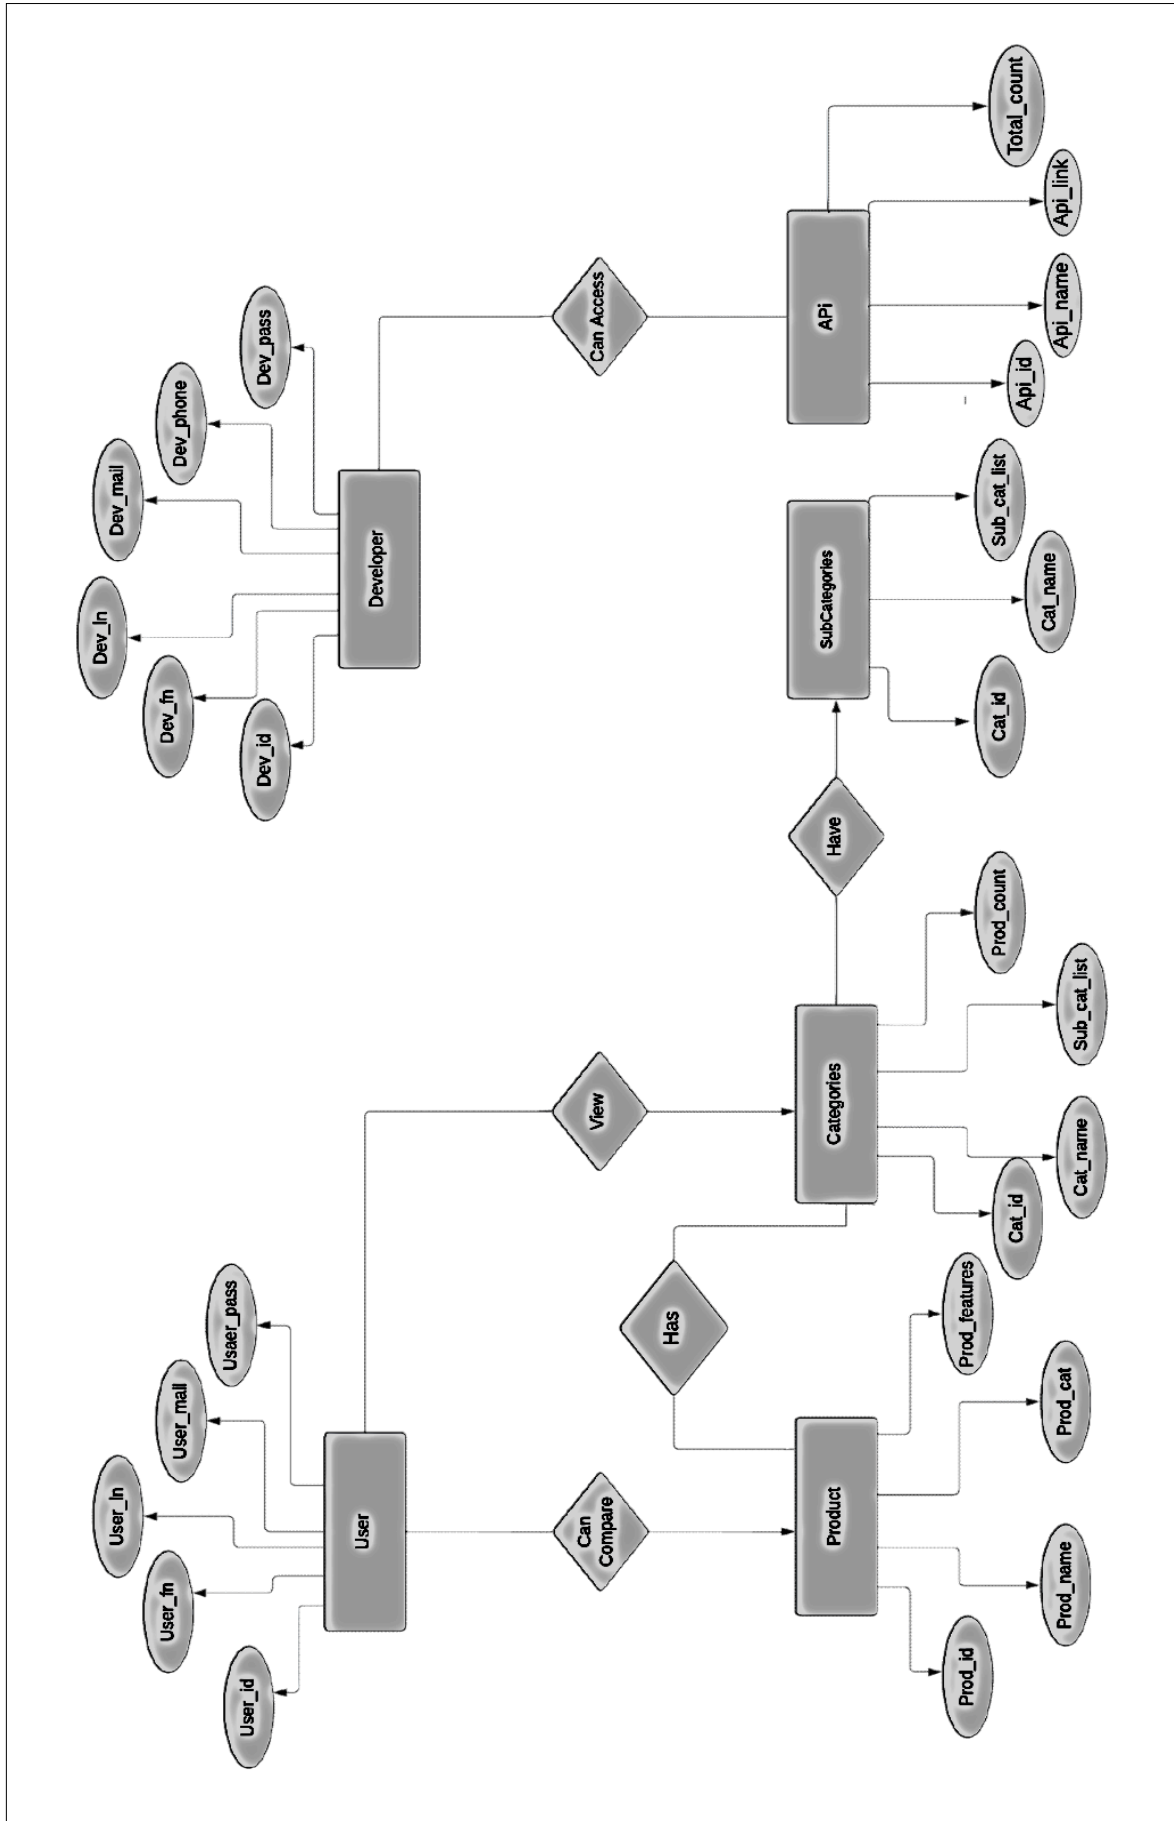 User_id
User_fn
User_ln
User_mail
Usaer_pass
Dev_id
Dev_fn
Dev_ln
Dev_mail
Dev_phone
Dev_pass
User
Developer
Can
Compare
View
Can Access
Has
Product
Categories
Have
SubCategories
APi
Prod_id
Prod_name
Prod_cat
Prod_features
Cat_id
Cat_name
Sub_cat_list
Prod_count
Cat_id
Cat_name
Sub_cat_list
Api_id
Api_name
Api_link
Total_count